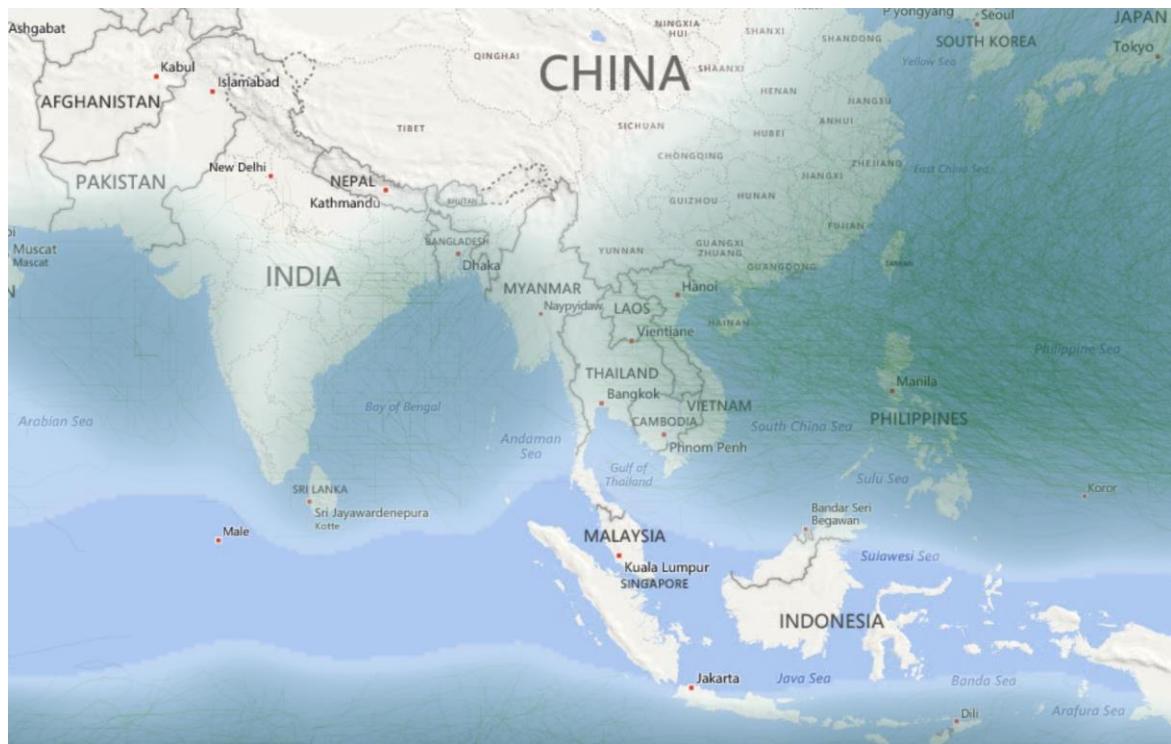 Ashgabat
Pyongyang
Seoul
JAPAN
NINGXIA
HUI
SHANXI
SHANDONG
SOUTH KOREA
Tokyo
Kabul
QINGHAI
CHINA
SHAANXI
Yellow Sea
Islamabad
AFGHANISTAN
HENAN
JIANGSU
TIBET
SICHUAN
HUBEI
ANHUI
CHONGQING
ZHEJIANG
New Delhi
PAKISTAN
NEPAL
JIANGXI
East China Sea
Kathmandu
BHUTAN
GUIZHOU
HUNAN
FUJIAN
Muscat
Mascat
BANGLADESH
YUNNAN
GUANGXI
ZHUANG
Dhaka
GUANGDONG
TAIWAN
INDIA
MYANMAR
Hanoi
N
Naypyidaw
LAOS
HAINAN
Vientiane
Philippine Sea
THAILAND
Manila
Bangkok
VIETNAM
Arabian Sea
Bay of Bengal
CAMBODIA
South China Sea
PHILIPPINES
Andaman
Sea
Phnom Penh
Gulf of
Thailand
Sulu Sea
SRI LANKA
Koror
Sri Jayawardenepura
Kotte
Bandar Seri
Begawan
Male
MALAYSIA
Sulawesi Sea
Kuala Lumpur
SINGAPORE
INDONESIA
Jakarta
Java Sea
Banda Sea
Dili
Arafura Sea